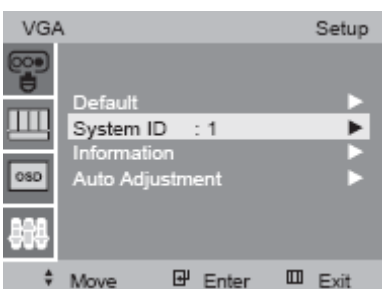 VGA Setup
Default
System ID : 1
Information
OSD
Auto Adjustment
Move Enter Exit